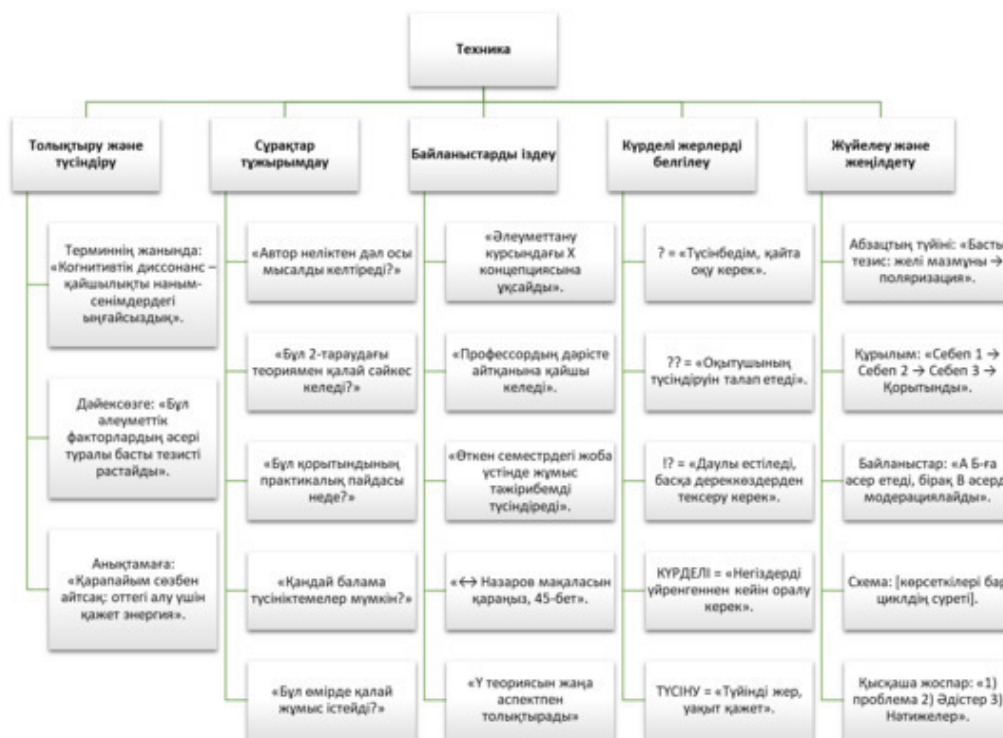 Техника
Толықтыру және
түсіндіру
Терминнің жанында:
«Когнитивтік диссонанс –
қайшылықты наным-
сенімдердегі
ыңғайсыздық».
Дәйексөзге: «Бұл
әлеуметтік
факторлардың әсері
туралы басты тезисті
растайды».
Анықтамаға:
«Қарапайым сөзбен
айтсақ: оттегі алу үшін
қажет энергия».
Сұрақтар
тұжырымдау
«Автор неліктен дәл осы
мысалды келтіреді?»
«Бұл 2-тараудағы
теориямен қалай сәйкес
келеді?»
«Бұл қорытындының
практикалық пайдасы
неде?»
«Қандай балама
түсініктемелер мүмкін?»
«Бұл өмірде қалай
жұмыс істейді?»
Байланыстарды іздеу
«Әлеуметтану
курсындағы X
концепциясына
ұқсайды».
«Профессордың дәрісте
айтқанына қайшы
келеді».
«Өткен семестрдегі жоба
үстінде жұмыс
тәжірибемді
түсіндіреді».
«↔ Назаров мақаласын
қараңыз, 45-бет».
«Y теориясын жаңа
аспектпен
толықтырады»
Күрделі жерлерді
белгілеу
? = «Түсінбедім, қайта
оқу керек».
?? = «Оқытушының
түсіндіруін талап етеді».
!? = «Даулы естіледі,
басқа дереккөздерден
тексеру керек».
КҮРДЕЛІ = «Негіздерді
үйренгеннен кейін оралу
керек».
ТҮСІНУ = «Түйінді жер,
уақыт қажет».
Жүйелеу және
жеңілдету
Абзацтың түйіні: «Басты
тезис: желі мазмұны →
поляризация».
Құрылым: «Себеп 1 →
Себеп 2 → Себеп 3 →
Қорытынды».
Байланыстар: «А Б-ға
әсер етеді, бірақ В әсерд
модерациялайды».
Схема: [көрсеткілері бар
циклдің суреті].
Қысқаша жоспар: «1)
проблема 2) Әдістер 3)
Нәтижелер».